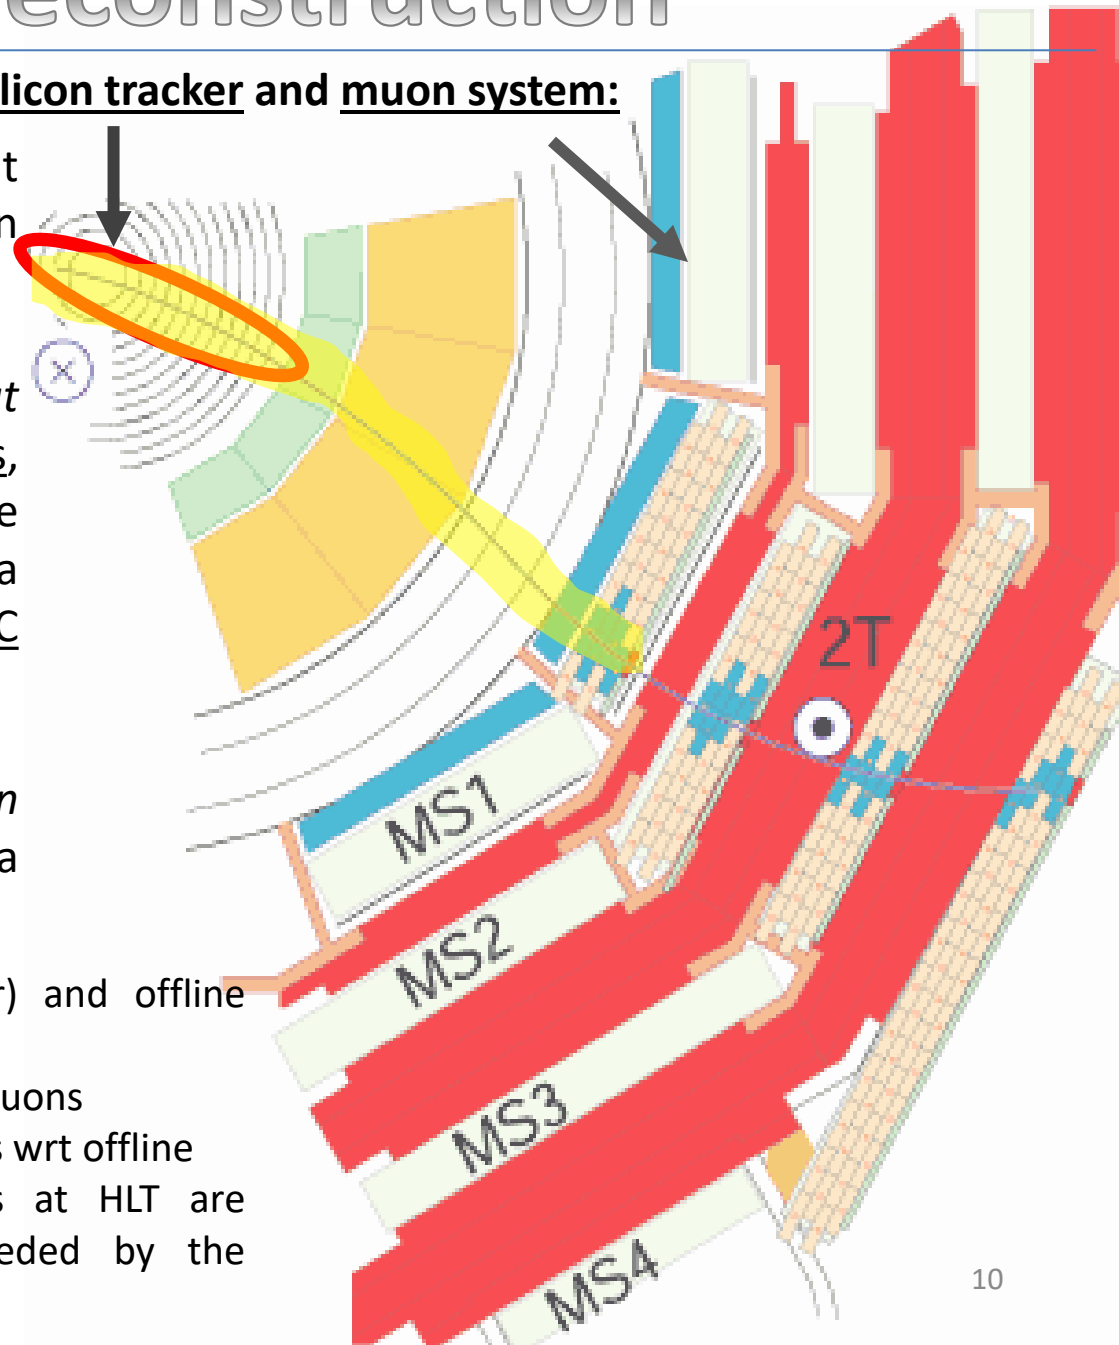 econstruction
licon tracker and muon system:
t
n
t
s,
e
a
C
2T
n
a
MS1
MS2
r) and offline
MS3
uons
s wrt offline
s at HLT are
eded by the
MS4
10